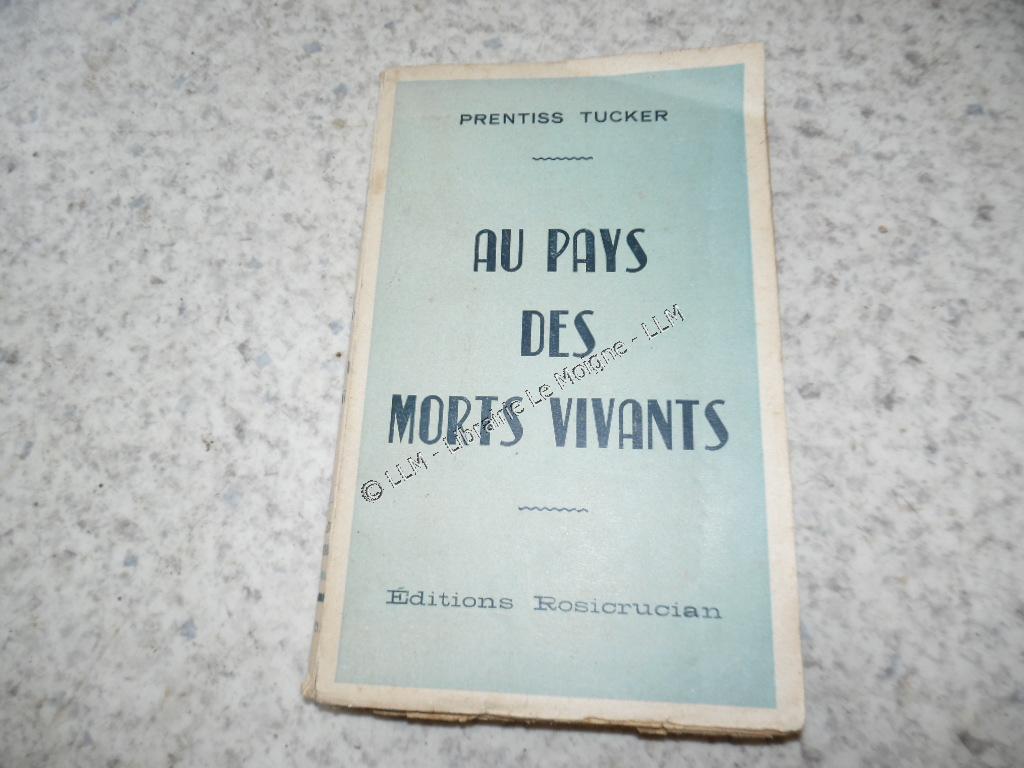 PRENTISS TUCKER
AU PAYS
DES
MORTS VIVANTS
© LLM - Librairie Le Moigne - LLM
Éditions Rosicrucian